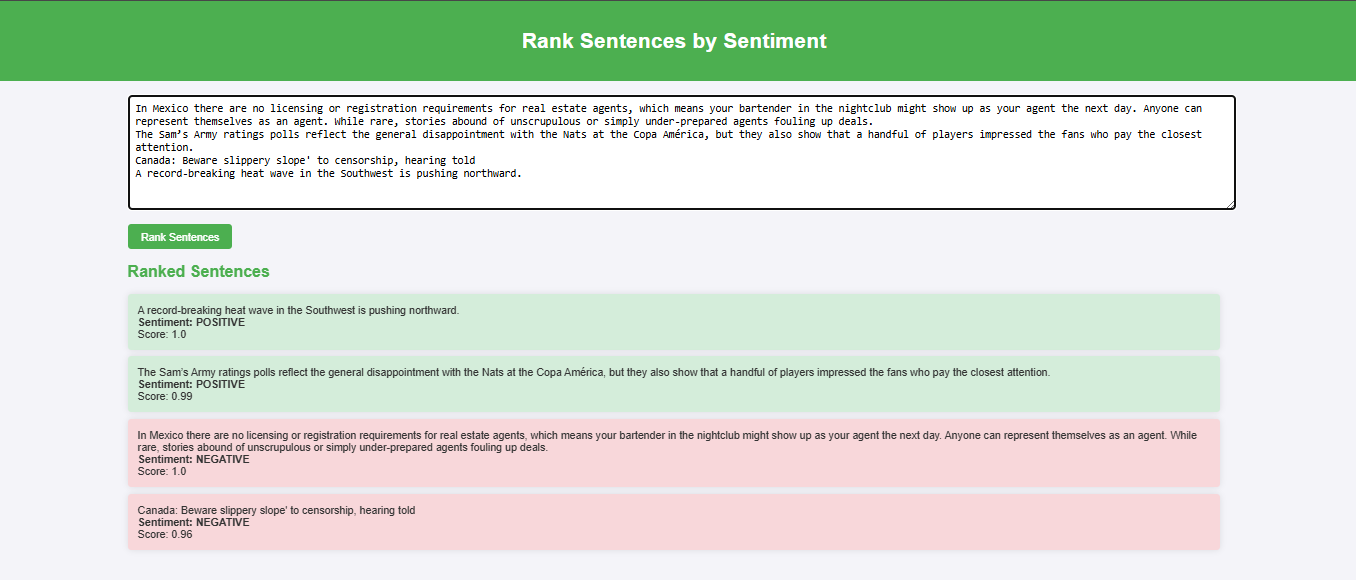 Rank Sentences by Sentiment
In Mexico there are no licensing or registration requirements for real estate agents, which means your bartender in the nightclub might show up as your agent the next day. Anyone can
represent themselves as an agent. While rare, stories abound of unscrupulous or simply under-prepared agents fouling up deals.
The Sam’s Army ratings polls reflect the general disappointment with the Nats at the Copa América, but they also show that a handful of players impressed the fans who pay the closest
attention.
Canada: Beware slippery slope' to censorship, hearing told
A record-breaking heat wave in the Southwest is pushing northward.
Rank Sentences
Ranked Sentences
A record-breaking heat wave in the Southwest is pushing northward.
Sentiment: POSITIVE
Score: 1.0
The Sam’s Army ratings polls reflect the general disappointment with the Nats at the Copa América, but they also show that a handful of players impressed the fans who pay the closest attention.
Sentiment: POSITIVE
Score: 0.99
In Mexico there are no licensing or registration requirements for real estate agents, which means your bartender in the nightclub might show up as your agent the next day. Anyone can represent themselves as an agent. While
rare, stories abound of unscrupulous or simply under-prepared agents fouling up deals.
Sentiment: NEGATIVE
Score: 1.0
Canada: Beware slippery slope' to censorship, hearing told
Sentiment: NEGATIVE
Score: 0.96